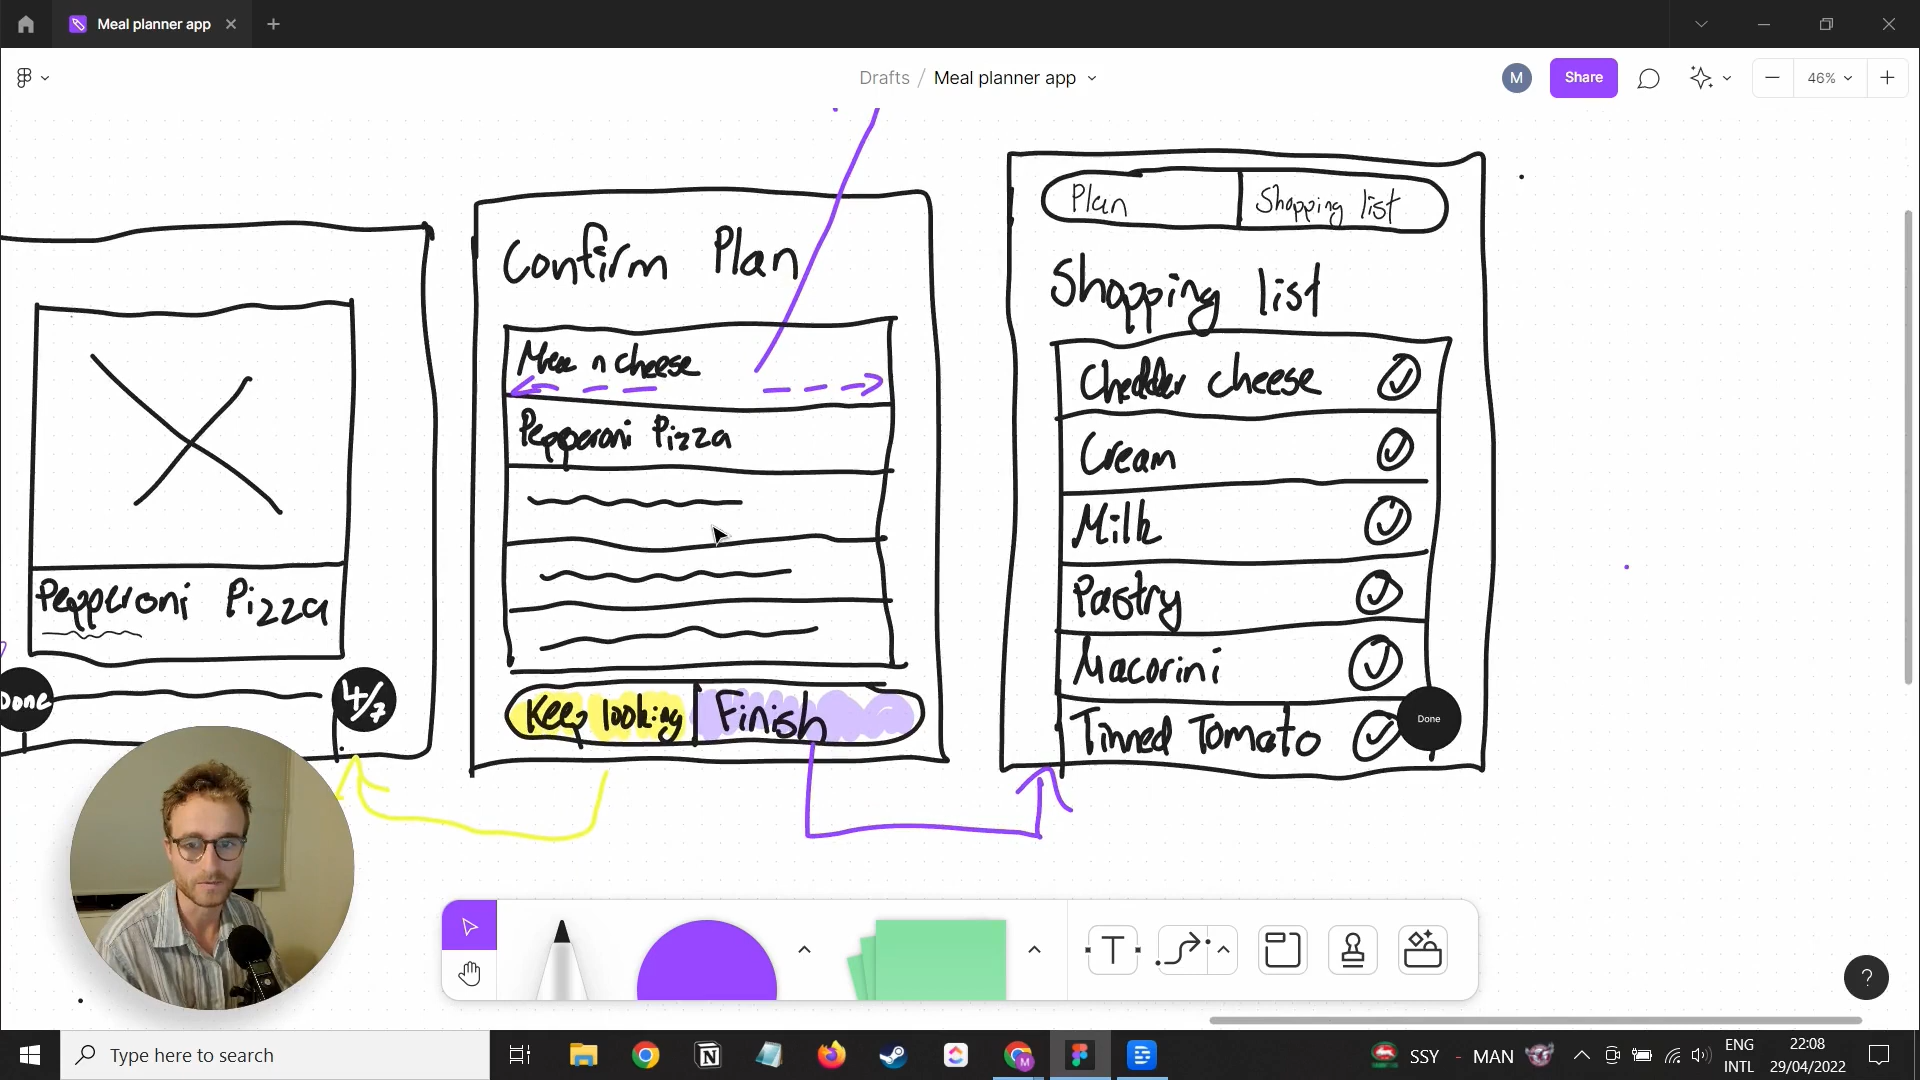 Meal planner app
Drafts / Meal planner app
M
Share
46%
Pepperoni Pizza
Done
4/7
Confirm Plan
Mac n cheese
Pepperoni Pizza
Keep looking
Finish
Plan
Shopping list
Shopping list
Chedder cheese
Cream
Milk
Pastry
Macorini
Tinned Tomato
Done
T
?
Type here to search
SSY - MAN
ENG
INTL
22:08
29/04/2022